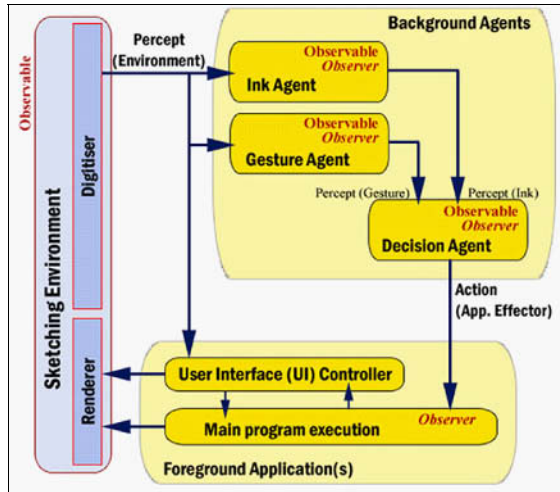 Observable
Sketching Environment
Digitiser
Renderer
Percept
(Environment)
Background Agents
Observable
Observer
Ink Agent
Observable
Observer
Gesture Agent
Percept (Gesture)
Percept (Ink)
Observable
Observer
Decision Agent
Action
(App. Effector)
User Interface (UI) Controller
Observer
Main program execution
Foreground Application(s)